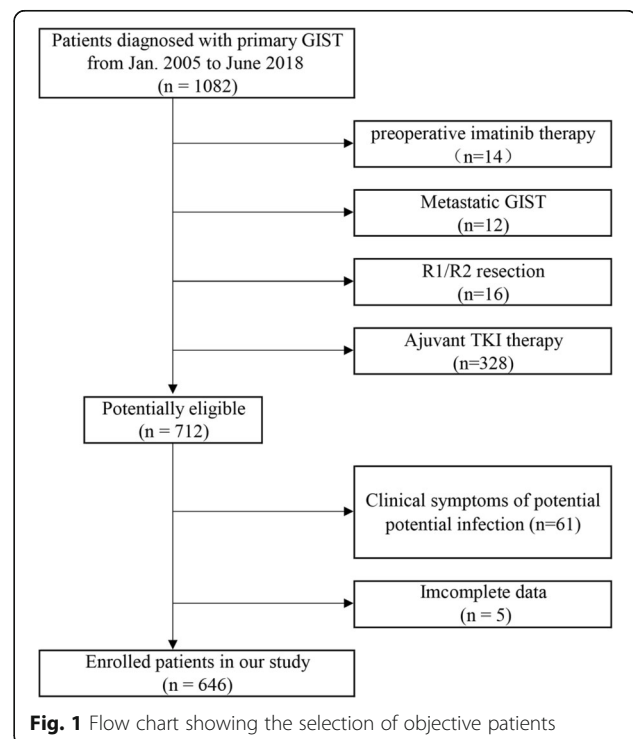 Patients diagnosed with primary GIST
from Jan. 2005 to June 2018
(n = 1082)
preoperative imatinib therapy
（n=14）
Metastatic GIST
(n=12)
R1/R2 resection
(n=16)
Ajuvant TKI therapy
(n=328)
Potentially eligible
(n = 712)
Clinical symptoms of potential
potential infection (n=61)
Imcomplete data
(n = 5)
Enrolled patients in our study
(n = 646)
Fig. 1 Flow chart showing the selection of objective patients